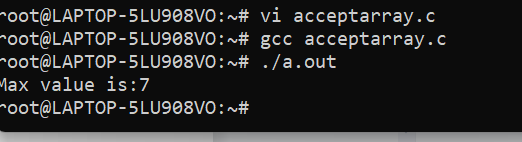 root@LAPTOP-5LU908VO:~# vi acceptarray.c
root@LAPTOP-5LU908VO:~# gcc acceptarray.c
root@LAPTOP-5LU908VO:~# ./a.out
Max value is:7
root@LAPTOP-5LU908VO:~#